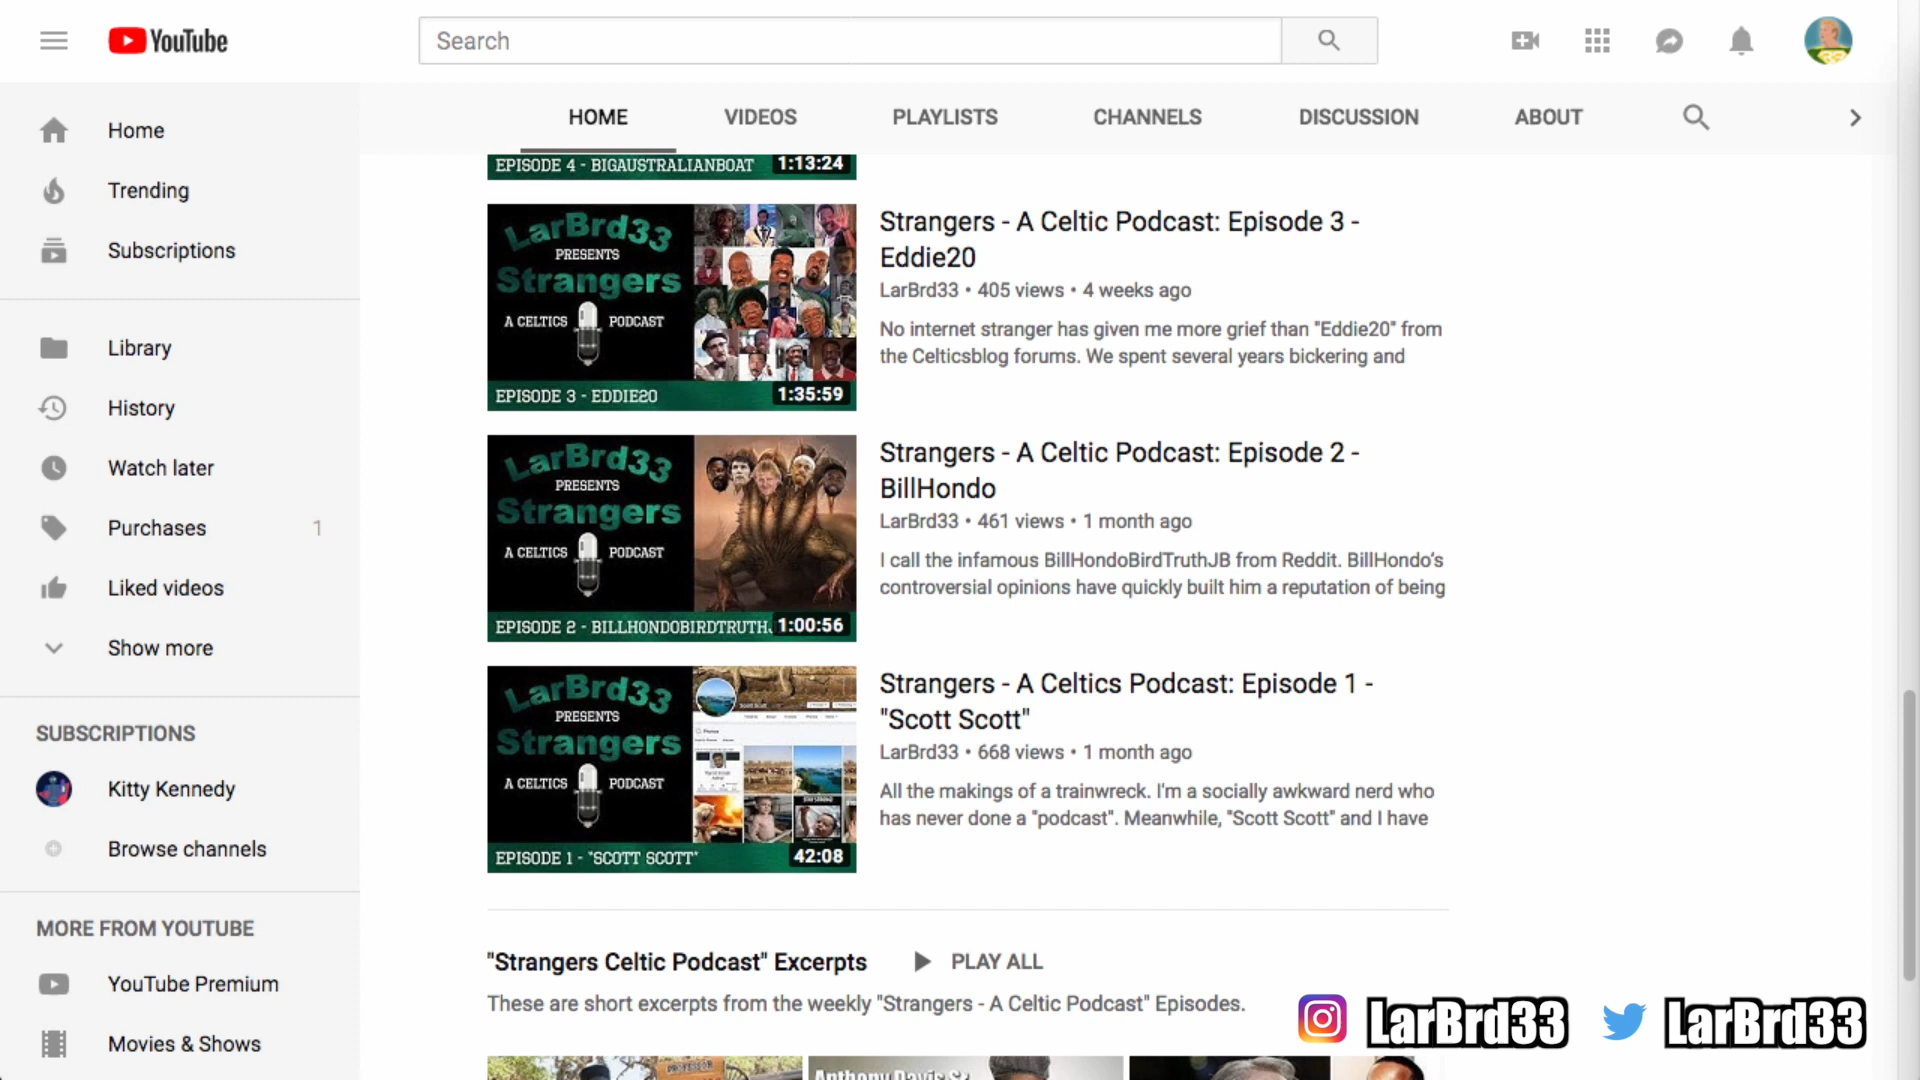 YouTube
Search
HOME
VIDEOS
PLAYLISTS
CHANNELS
DISCUSSION
ABOUT
Home
Trending
Subscriptions
Library
History
Watch later
Purchases 1
Liked videos
Show more
SUBSCRIPTIONS
Kitty Kennedy
Browse channels
MORE FROM YOUTUBE
YouTube Premium
Movies & Shows
EPISODE 4 - BIGAUSTRALIANBOAT 1:13:24
LarBrd33
PRESENTS
Strangers
A CELTICS PODCAST
EPISODE 3 - EDDIE20 1:35:59
Strangers - A Celtic Podcast: Episode 3 -
Eddie20
LarBrd33 • 405 views • 4 weeks ago
No internet stranger has given me more grief than "Eddie20" from
the Celticsblog forums. We spent several years bickering and
LarBrd33
PRESENTS
Strangers
A CELTICS PODCAST
EPISODE 2 - BILLHONDOBIRDTRUTH 1:00:56
Strangers - A Celtic Podcast: Episode 2 -
BillHondo
LarBrd33 • 461 views • 1 month ago
I call the infamous BillHondoBirdTruthJB from Reddit. BillHondo's
controversial opinions have quickly built him a reputation of being
LarBrd33
PRESENTS
Strangers
A CELTICS PODCAST
Scott Scott
Photos
EPISODE 1 - "SCOTT SCOTT" 42:08
Strangers - A Celtics Podcast: Episode 1 -
"Scott Scott"
LarBrd33 • 668 views • 1 month ago
All the makings of a trainwreck. I'm a socially awkward nerd who
has never done a "podcast". Meanwhile, "Scott Scott" and I have
"Strangers Celtic Podcast" Excerpts
PLAY ALL
These are short excerpts from the weekly "Strangers - A Celtic Podcast" Episodes.
PROFESSOR
Anthony Davis Sr.
LarBrd33
LarBrd33